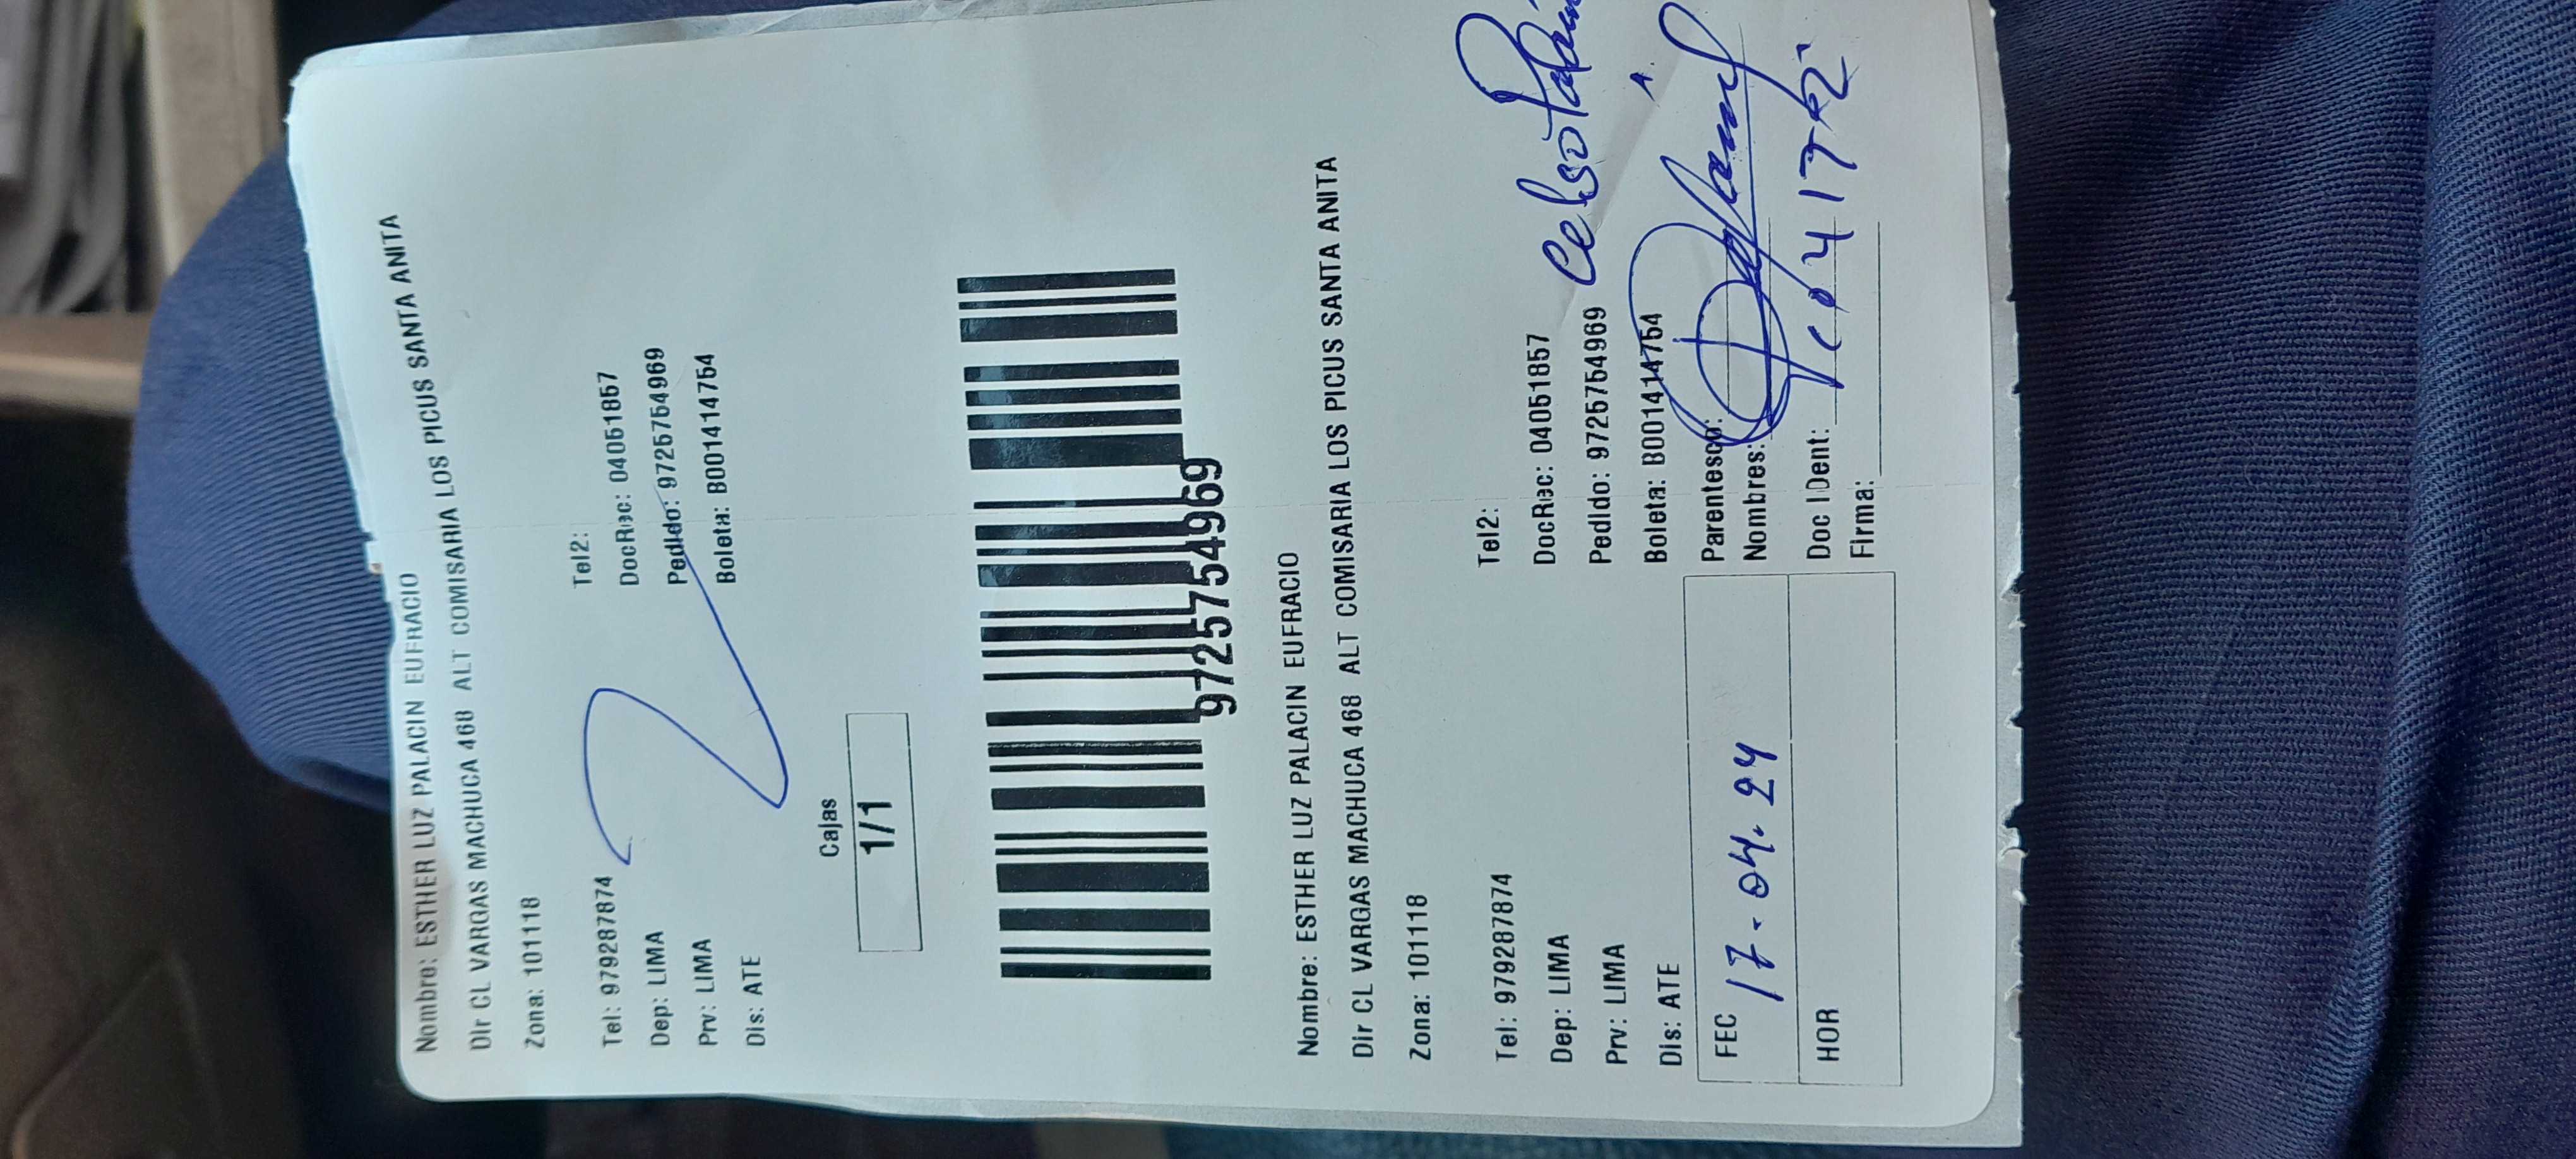 Nombre: ESTHER LUZ PALACIN EUFRACIO
Dir CL VARGAS MACHUCA 468 ALT COMISARIA LOS PICUS SANTA ANITA
Zona: 101118
Tel: 979287874 Tel2:
Dep: LIMA DocRec: 04051857
Prv: LIMA Pedido: 97257754969
Dis: ATE Boleta: B001414754
Cajas
1/1
97257754969
Nombre: ESTHER LUZ PALACIN EUFRACIO
Dir CL VARGAS MACHUCA 468 ALT COMISARIA LOS PICUS SANTA ANITA
Zona: 101118
Tel: 979287874 Tel2:
Dep: LIMA DocRec: 04051857
Prv: LIMA Pedido: 97257754969 Celso
Dis: ATE Boleta: B001414754
FEC 17-04.24 Parentesco:
Nombres:
HOR Doc IDent:
Firma: